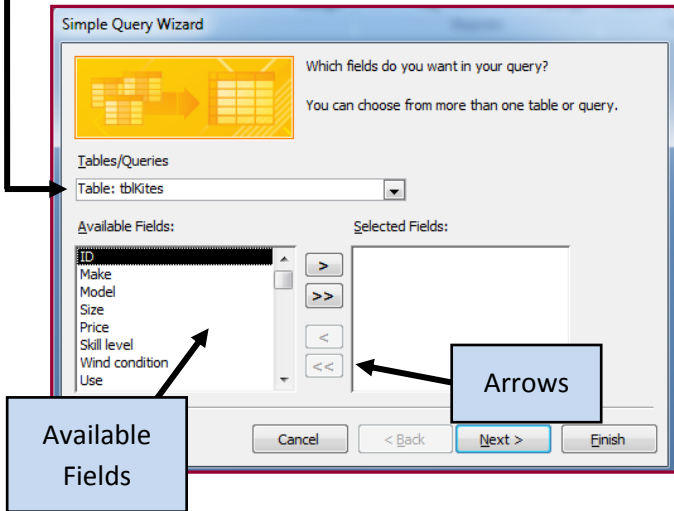 Simple Query Wizard
Which fields do you want in your query?
You can choose from more than one table or query.
Tables/Queries
Table: tblKites
Available Fields:
Selected Fields:
ID
Make
Model
Size
Price
Skill level
Wind condition
Use
>
>>
<
<<
Arrows
Available
Fields
Cancel
< Back
Next >
Finish